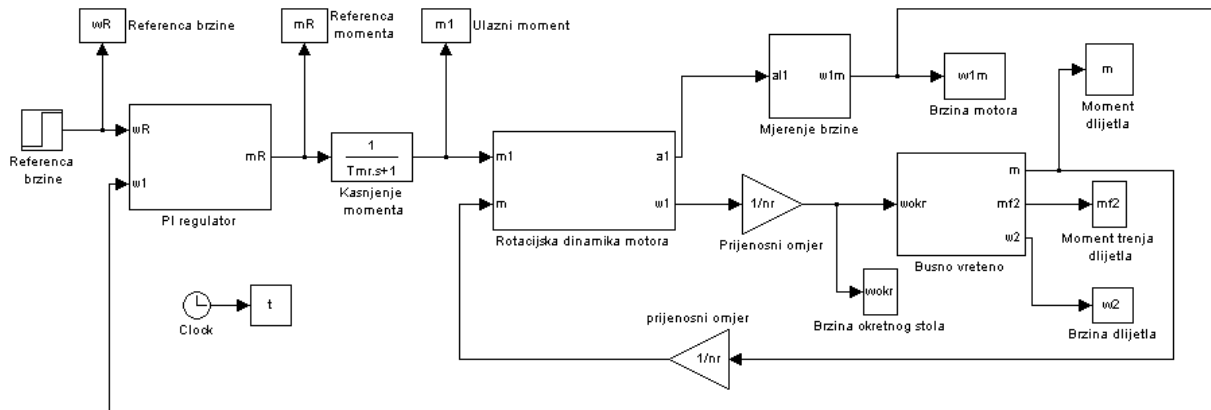 wR
Referenca brzine
mR
Referenca
momenta
m1
Ulazni moment
Referenca
brzine
wR
w1
mR
PI regulator
1
Tmr.s+1
Kasnjenje
momenta
m1
m
a1
w1
Rotacijska dinamika motora
al1
w1m
Mjerenje brzine
w1m
Brzina motora
m
Moment
dlijetla
1/nr
Prijenosni omjer
wokr
m
mf2
w2
Busno vreteno
mf2
Moment trenja
dlijetla
wokr
Brzina okretnog stola
w2
Brzina dlijetla
Clock
t
prijenosni omjer
1/nr